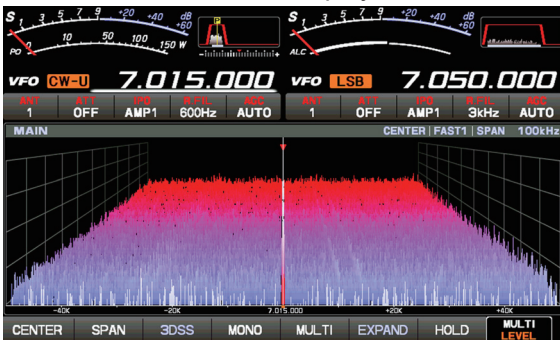 S 1 3 5 7 9 +20 +40 +60 dB
PO 0 10 50 100 150 W
P
S 1 3 5 7 9 +20 +40 +60 dB
ALC
VFO CW-U 7.015.000
VFO LSB 7.050.000
ANT ATT IPO R.FIL AGC
1 OFF AMP1 600Hz AUTO
ANT ATT IPO R.FIL AGC
1 OFF AMP1 3kHz AUTO
MAIN CENTER | FAST1 | SPAN 100kHz
-40K -20K 7.015.000 +20K +40K
CENTER SPAN 3DSS MONO MULTI EXPAND HOLD MULTI
LEVEL